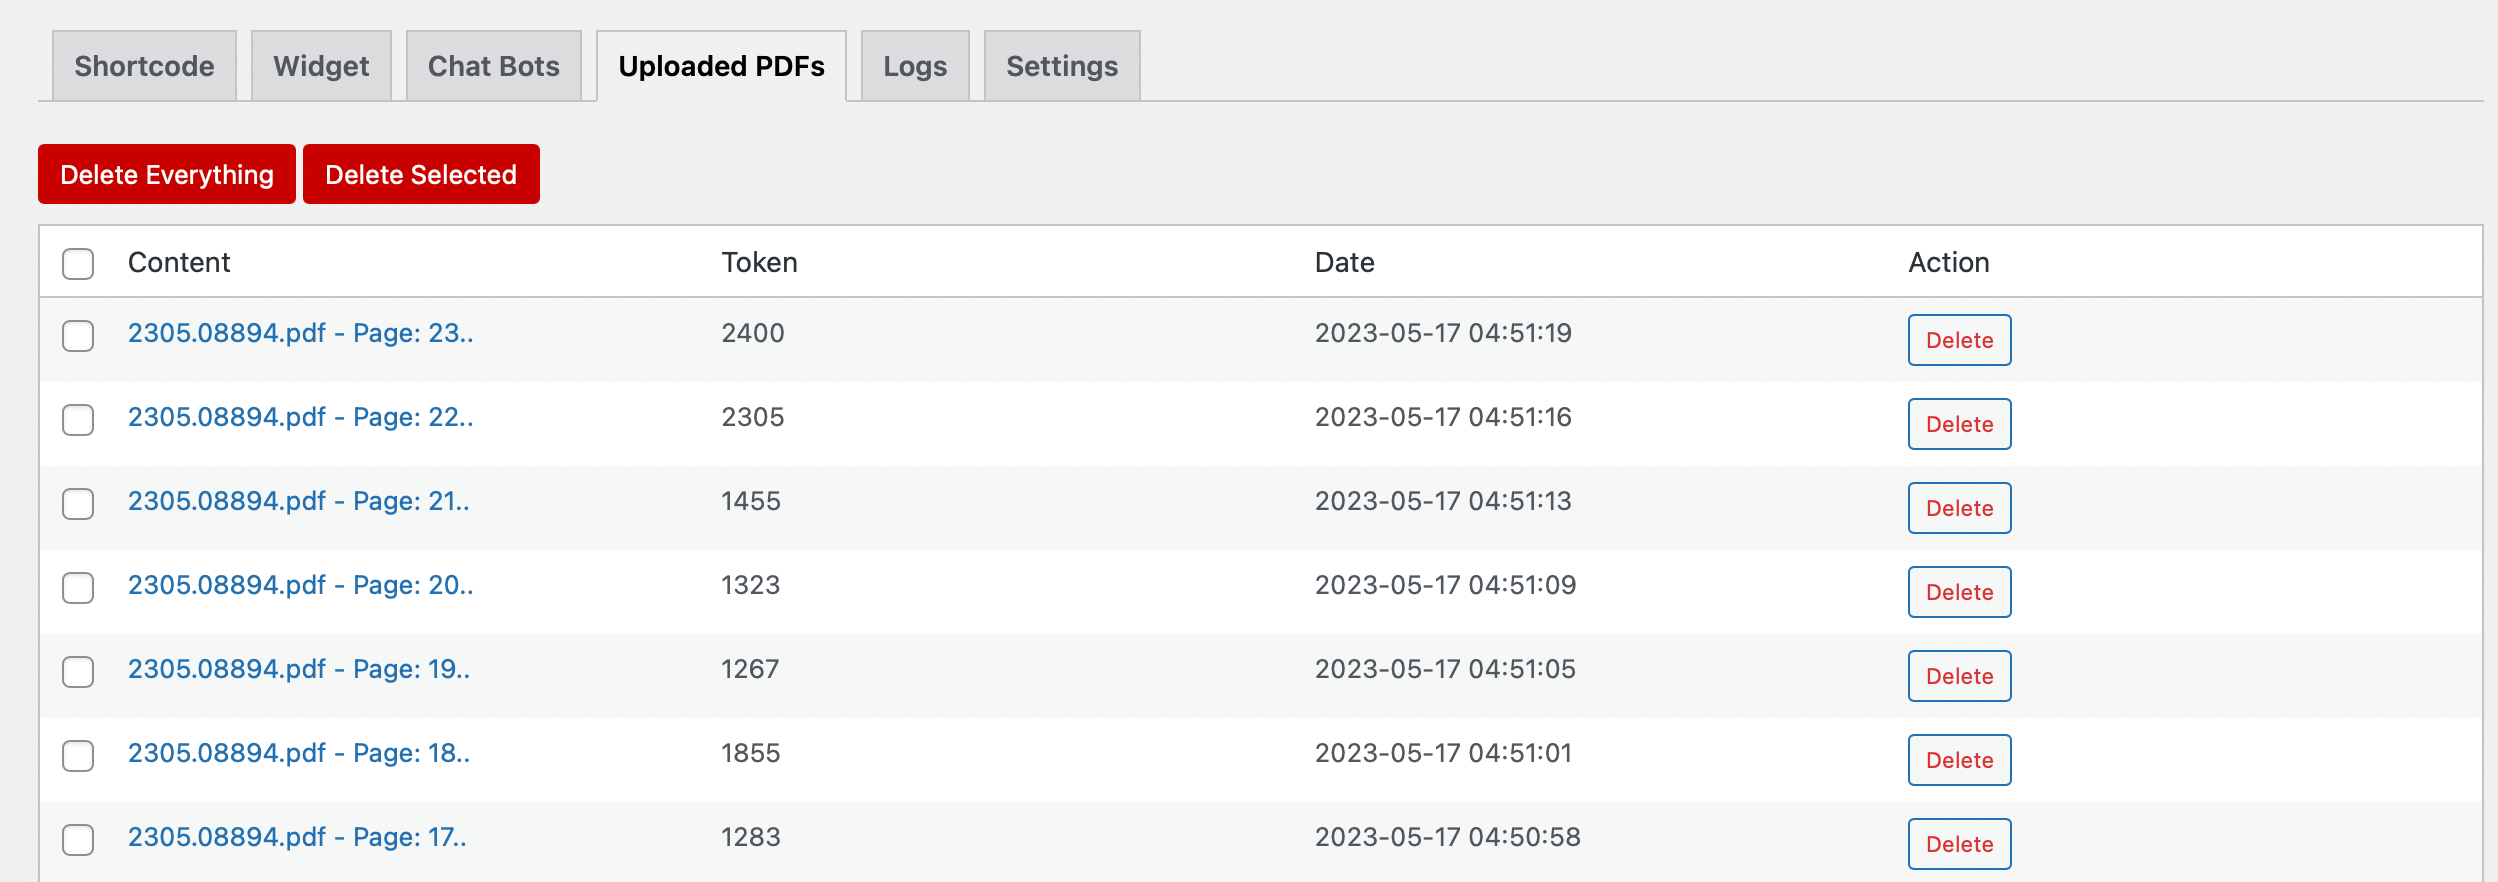 Shortcode Widget Chat Bots Uploaded PDFs Logs Settings
Delete Everything Delete Selected
Content Token Date Action
2305.08894.pdf - Page: 23.. 2400 2023-05-17 04:51:19 Delete
2305.08894.pdf - Page: 22.. 2305 2023-05-17 04:51:16 Delete
2305.08894.pdf - Page: 21.. 1455 2023-05-17 04:51:13 Delete
2305.08894.pdf - Page: 20.. 1323 2023-05-17 04:51:09 Delete
2305.08894.pdf - Page: 19.. 1267 2023-05-17 04:51:05 Delete
2305.08894.pdf - Page: 18.. 1855 2023-05-17 04:51:01 Delete
2305.08894.pdf - Page: 17.. 1283 2023-05-17 04:50:58 Delete